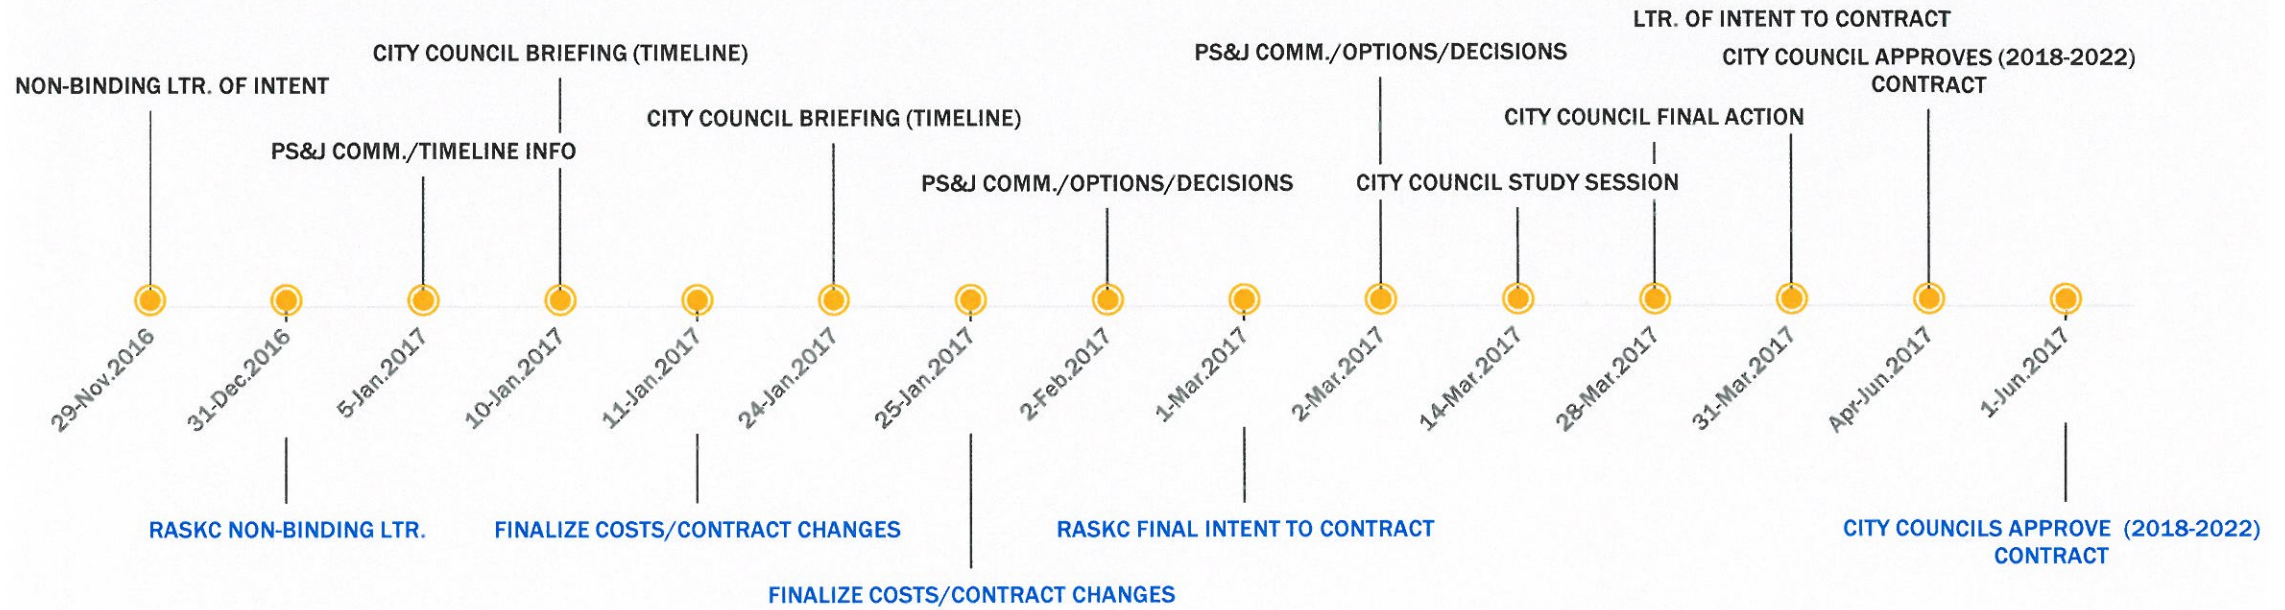 LTR. OF INTENT TO CONTRACT
CITY COUNCIL BRIEFING (TIMELINE)
PS&J COMM./OPTIONS/DECISIONS
CITY COUNCIL APPROVES (2018-2022)
CONTRACT
NON-BINDING LTR. OF INTENT
CITY COUNCIL BRIEFING (TIMELINE)
CITY COUNCIL FINAL ACTION
PS&J COMM./TIMELINE INFO
PS&J COMM./OPTIONS/DECISIONS
CITY COUNCIL STUDY SESSION
29-Nov.2016
31-Dec.2016
5-Jan.2017
10-Jan.2017
11-Jan.2017
24-Jan.2017
25-Jan.2017
2-Feb.2017
1-Mar.2017
2-Mar.2017
14-Mar.2017
28-Mar.2017
31-Mar.2017
Apr-Jun.2017
1-Jun.2017
RASKC NON-BINDING LTR.
FINALIZE COSTS/CONTRACT CHANGES
RASKC FINAL INTENT TO CONTRACT
CITY COUNCILS APPROVE (2018-2022)
CONTRACT
FINALIZE COSTS/CONTRACT CHANGES